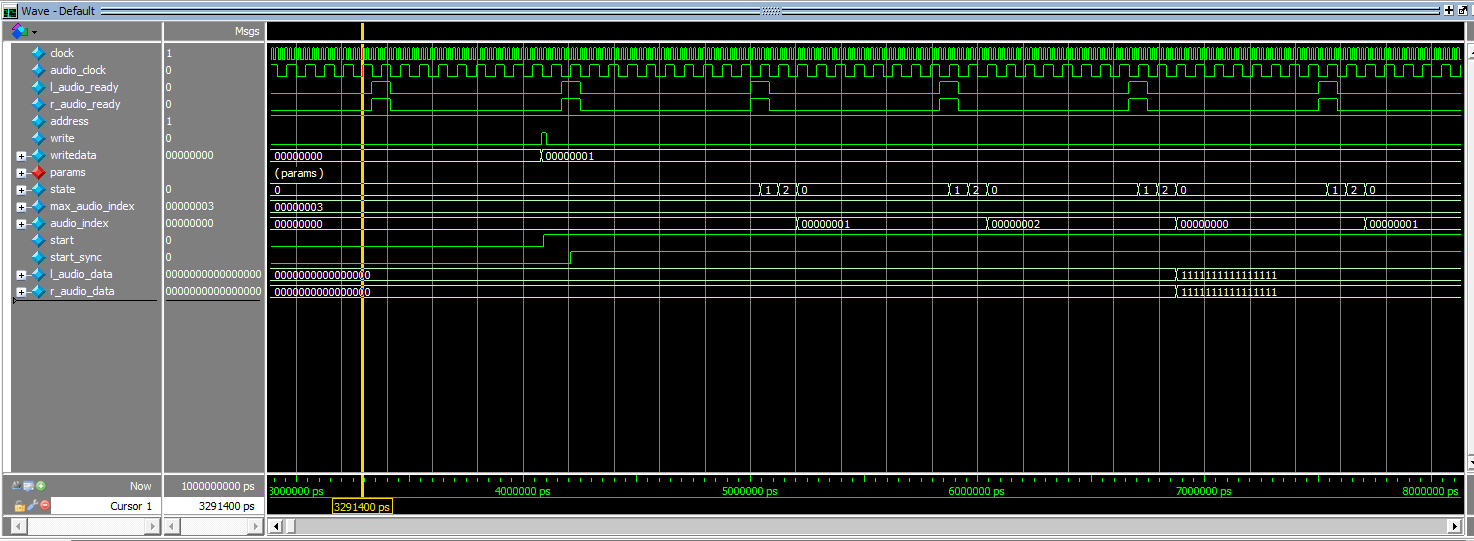 Wave - Default
Msgs
clock 1
audio_clock 0
l_audio_ready 0
r_audio_ready 0
address 1
write 0
writedata 00000000 00000000 00000001
params ( params )
state 0 0 1 2 0 1 2 0 1 2 0 1 2 0
max_audio_index 00000003 00000003
audio_index 00000000 00000000 00000001 00000002 00000000 00000001
start 0
start_sync 0
l_audio_data 0000000000000000 0000000000000000 1111111111111111
r_audio_data 0000000000000000 0000000000000000 1111111111111111
Now 1000000000 ps 3000000 ps 4000000 ps 5000000 ps 6000000 ps 7000000 ps 8000000 ps
Cursor 1 3291400 ps 3291400 ps